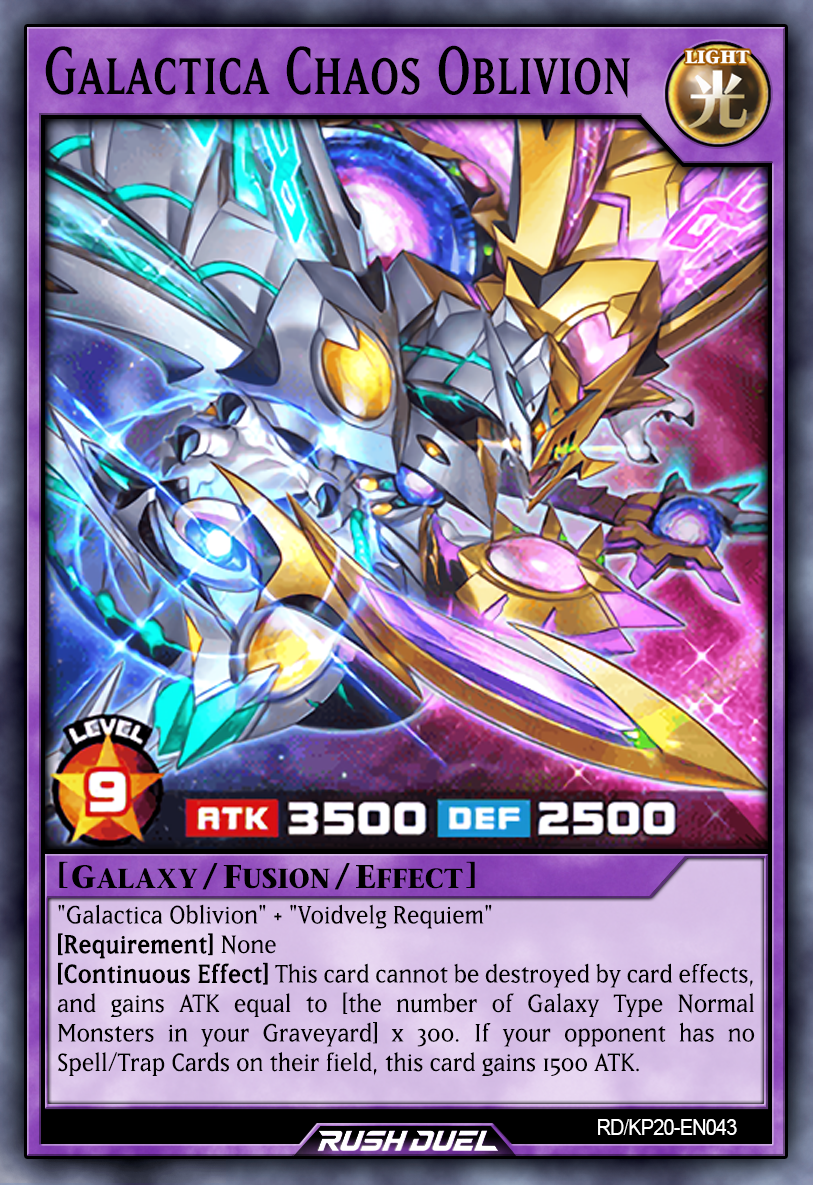 Galactica Chaos Oblivion
LIGHT
光
LEVEL
9
ATK 3500 DEF 2500
[Galaxy/Fusion/Effect]
"Galactica Oblivion" + "Voidvelg Requiem"
[Requirement] None
[Continuous Effect] This card cannot be destroyed by card effects,
and gains ATK equal to [the number of Galaxy Type Normal
Monsters in your Graveyard] x 300. If your opponent has no
Spell/Trap Cards on their field, this card gains 1500 ATK.
RD/KP20-EN043
RUSH DUEL